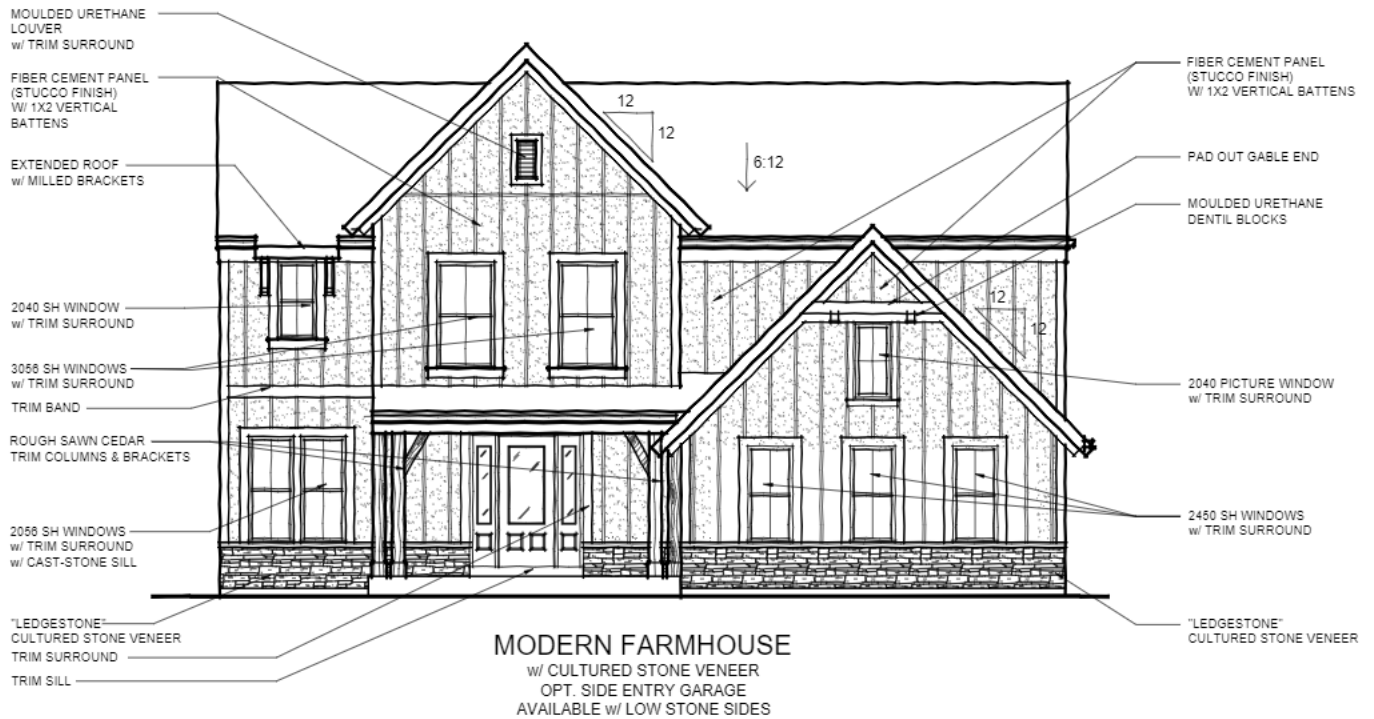 MOULDED URETHANE
LOUVER
w/ TRIM SURROUND
FIBER CEMENT PANEL
(STUCCO FINISH)
W/ 1X2 VERTICAL
BATTENS
EXTENDED ROOF
w/ MILLED BRACKETS
2040 SH WINDOW
w/ TRIM SURROUND
3056 SH WINDOWS
w/ TRIM SURROUND
TRIM BAND
ROUGH SAWN CEDAR
TRIM COLUMNS & BRACKETS
2056 SH WINDOWS
w/ TRIM SURROUND
w/ CAST-STONE SILL
"LEDGESTONE"
CULTURED STONE VENEER
TRIM SURROUND
TRIM SILL
12
12
6:12
12
12
FIBER CEMENT PANEL
(STUCCO FINISH)
W/ 1X2 VERTICAL BATTENS
PAD OUT GABLE END
MOULDED URETHANE
DENTIL BLOCKS
2040 PICTURE WINDOW
w/ TRIM SURROUND
2450 SH WINDOWS
w/ TRIM SURROUND
"LEDGESTONE"
CULTURED STONE VENEER
MODERN FARMHOUSE
w/ CULTURED STONE VENEER
OPT. SIDE ENTRY GARAGE
AVAILABLE w/ LOW STONE SIDES